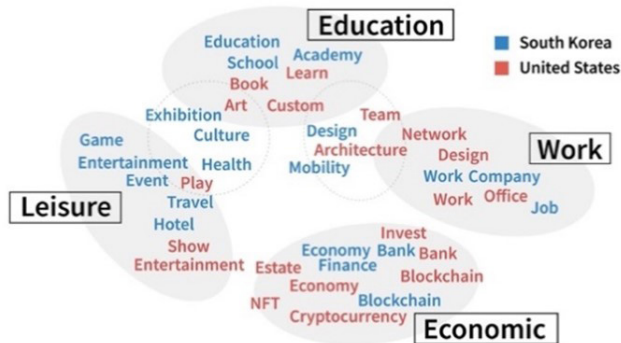 Education
South Korea
United States
Education
Academy
School
Learn
Book
Art Custom
Exhibition
Culture
Team
Design
Network
Architecture
Design
Work
Mobility
Work Company
Work Office
Job
Game
Entertainment Health
Event Play
Leisure
Travel
Hotel
Show
Entertainment
Invest
Economy Bank Bank
Estate Finance
Blockchain
Economy
NFT
Blockchain
Cryptocurrency
Economic